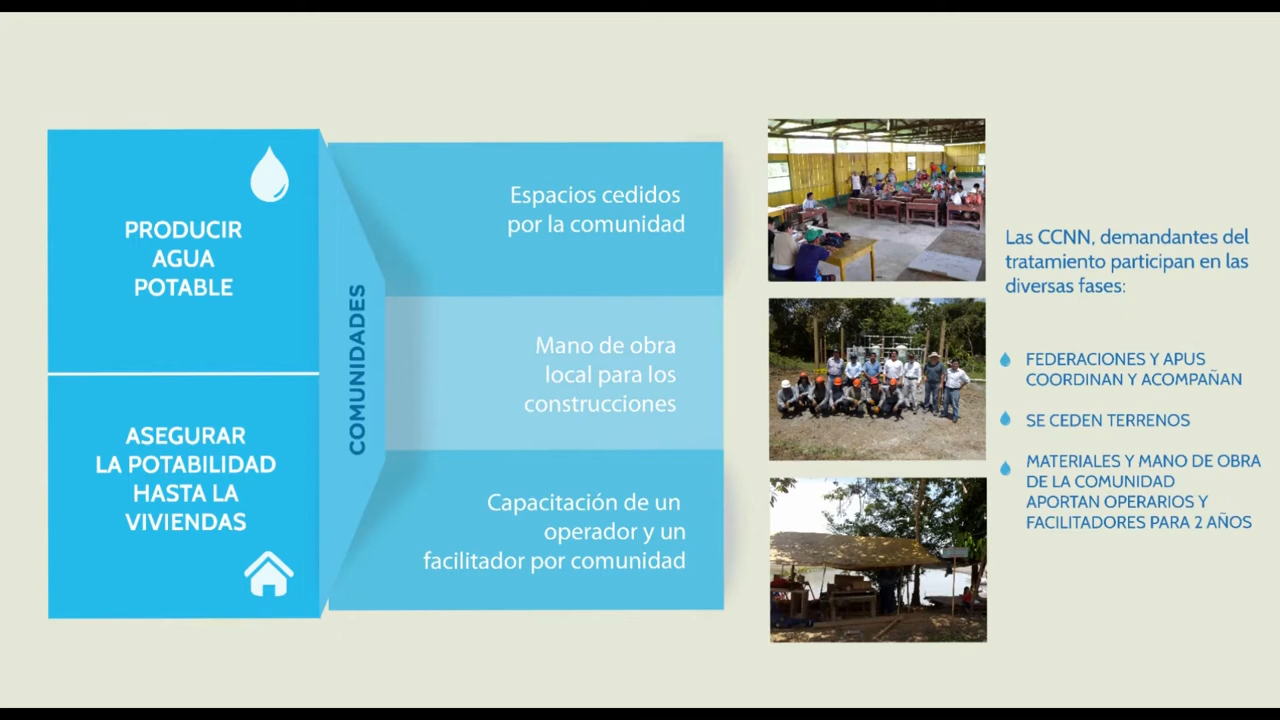 PRODUCIR
AGUA
POTABLE
ASEGURAR
LA POTABILIDAD
HASTA LA
VIVIENDAS
COMUNIDADES
Espacios cedidos
por la comunidad
Mano de obra
local para los
construcciones
Capacitación de un
operador y un
facilitador por comunidad
Las CCNN, demandantes del
tratamiento participan en las
diversas fases:
FEDERACIONES Y APUS
COORDINAN Y ACOMPAÑAN
SE CEDEN TERRENOS
MATERIALES Y MANO DE OBRA
DE LA COMUNIDAD
APORTAN OPERARIOS Y
FACILITADORES PARA 2 AÑOS